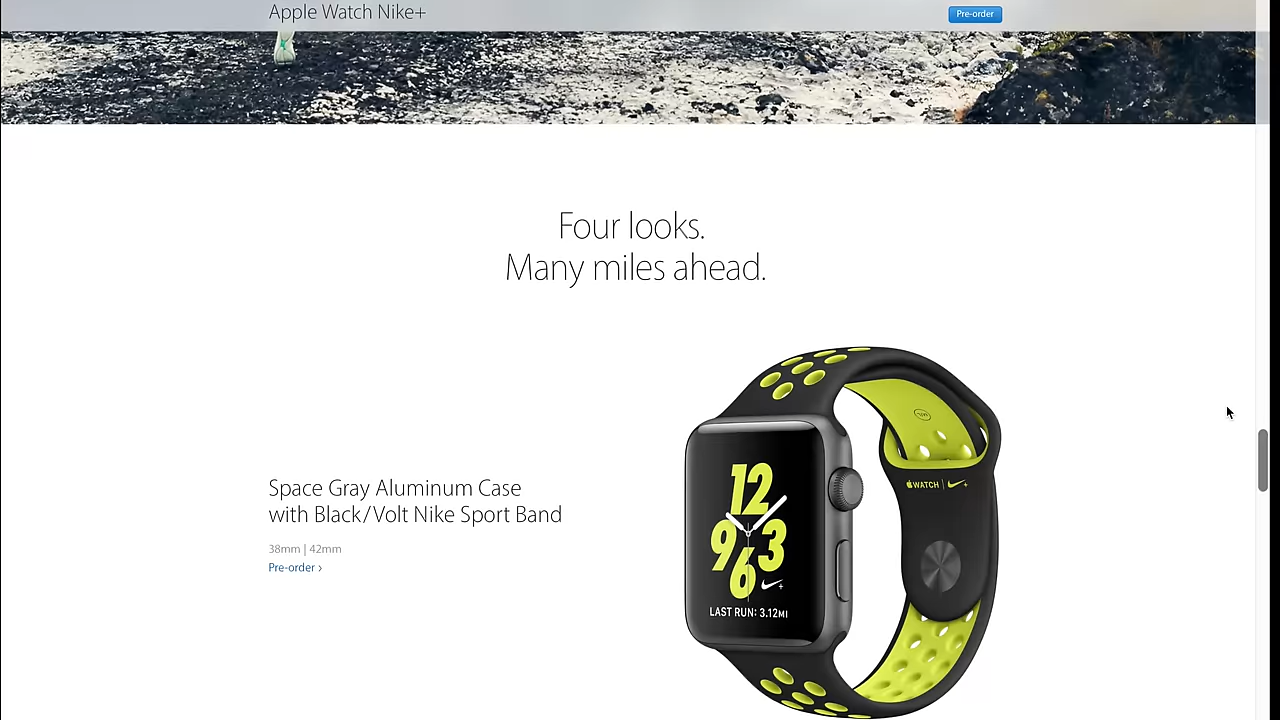 Apple Watch Nike+
Pre-order
Four looks.
Many miles ahead.
Space Gray Aluminum Case
with Black/Volt Nike Sport Band
38mm | 42mm
Pre-order ›
12
9 3
6
LAST RUN: 3.12MI
WATCH |